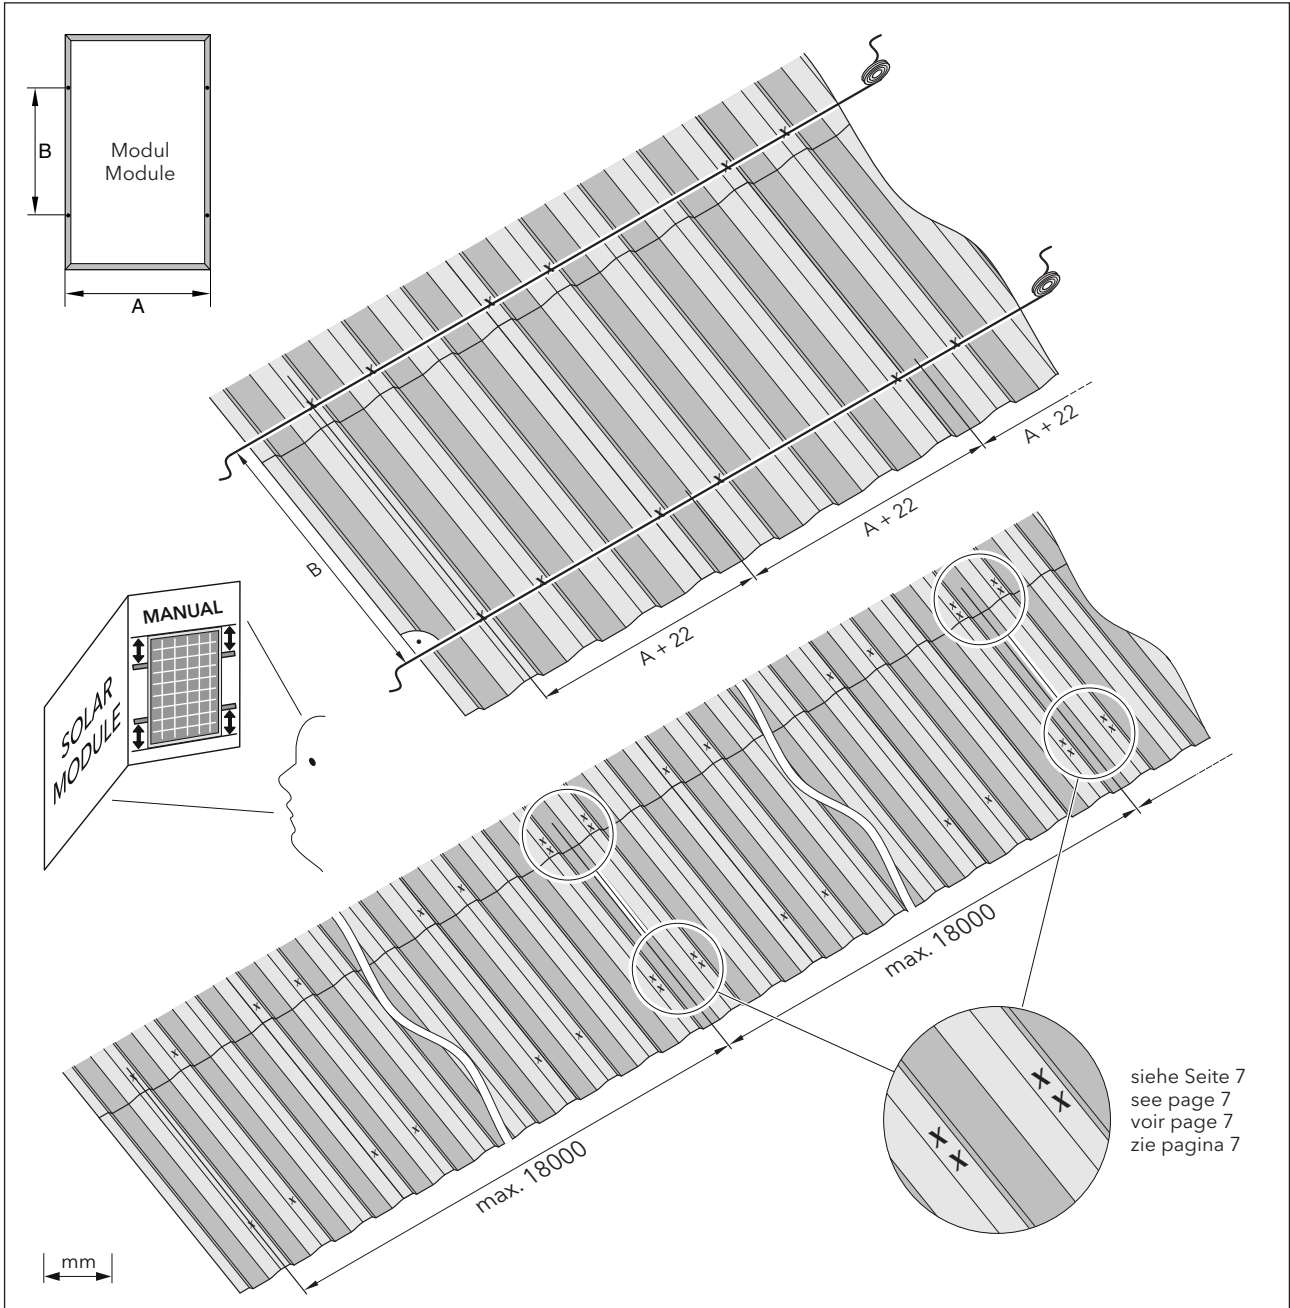 Modul
Module
B
A
A + 22
A + 22
A + 22
B
MANUAL
SOLAR
MODULE
max. 18000
max. 18000
siehe Seite 7
see page 7
voir page 7
zie pagina 7
mm